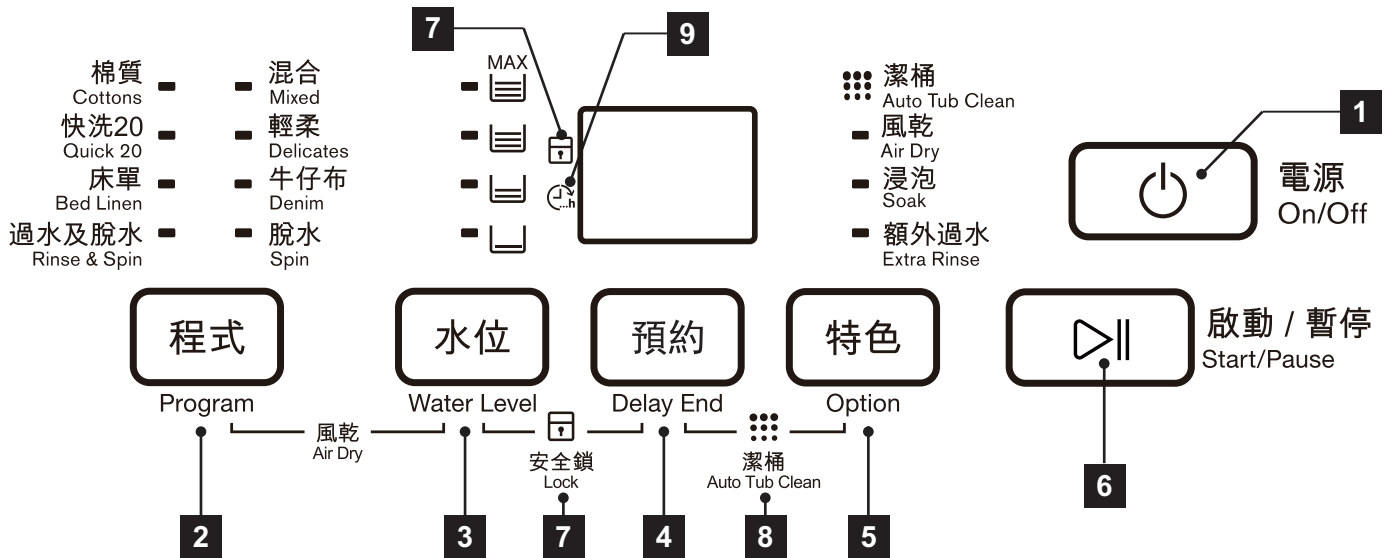 7
9
MAX
棉質
Cottons
混合
Mixed
快洗20
Quick 20
輕柔
Delicates
床單
Bed Linen
牛仔布
Denim
過水及脫水
Rinse & Spin
脫水
Spin
...h
潔桶
Auto Tub Clean
風乾
Air Dry
浸泡
Soak
額外過水
Extra Rinse
1
電源
On/Off
程式
Program
水位
Water Level
預約
Delay End
特色
Option
啟動 / 暫停
Start/Pause
風乾
Air Dry
安全鎖
Lock
潔桶
Auto Tub Clean
2
3
7
4
8
5
6